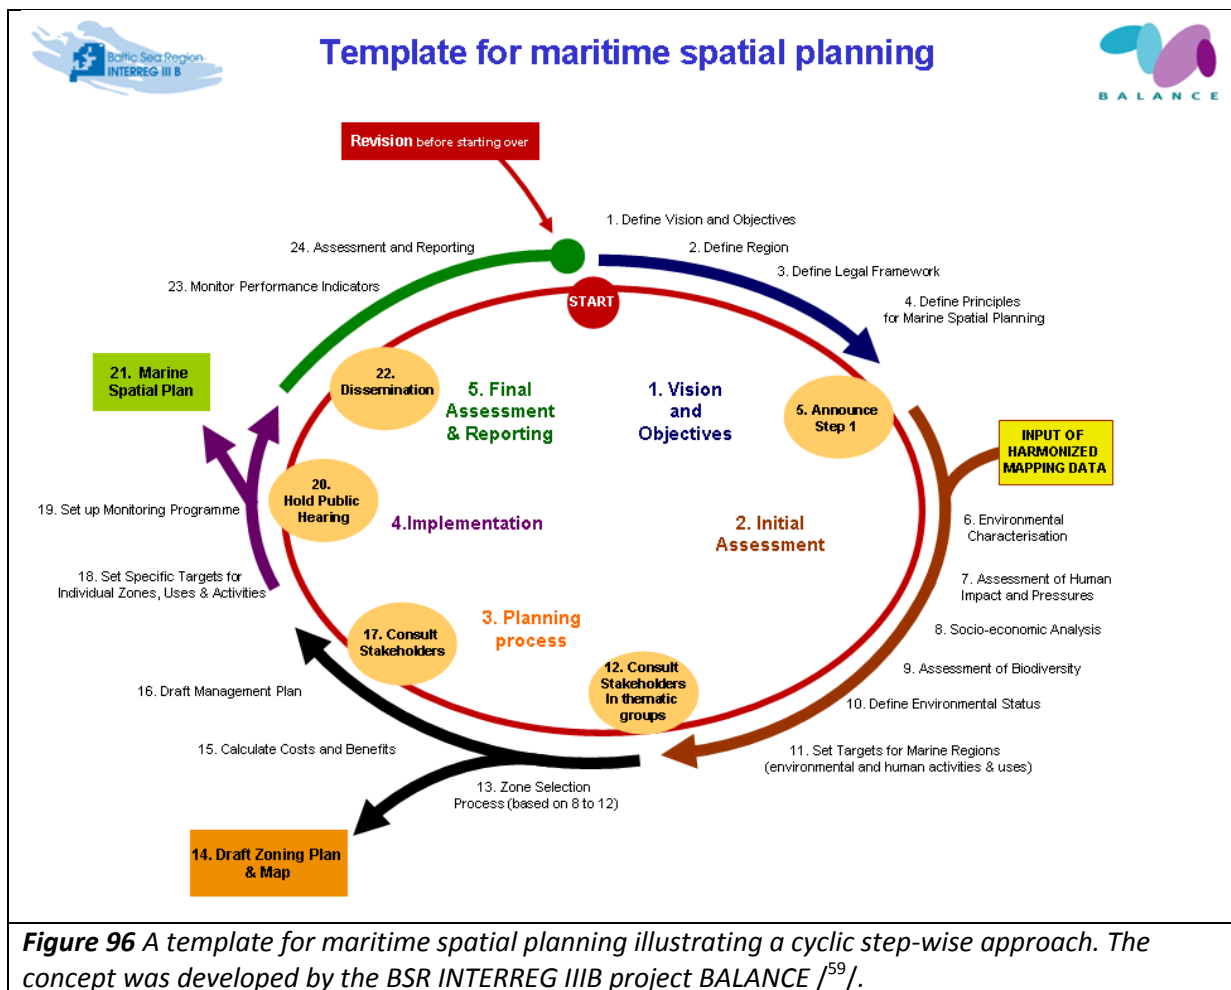 Baltic Sea Region
INTERREG III B
Template for maritime spatial planning
BALANCE
Revision before starting over
1. Define Vision and Objectives
2. Define Region
3. Define Legal Framework
4. Define Principles
for Marine Spatial Planning
24. Assessment and Reporting
23. Monitor Performance Indicators
START
21. Marine
Spatial Plan
22.
Dissemination
5. Final
Assessment
& Reporting
1. Vision
and
Objectives
5. Announce
Step 1
INPUT OF
HARMONIZED
MAPPING DATA
20.
Hold Public
Hearing
19. Set up Monitoring Programme
4.Implementation
2. Initial
Assessment
6. Environmental
Characterisation
18. Set Specific Targets for
Individual Zones, Uses & Activities
7. Assessment of Human
Impact and Pressures
17. Consult
Stakeholders
3. Planning
process
8. Socio-economic Analysis
12. Consult
Stakeholders
In thematic
groups
9. Assessment of Biodiversity
16. Draft Management Plan
10. Define Environmental Status
15. Calculate Costs and Benefits
11. Set Targets for Marine Regions
(environmental and human activities & uses)
13. Zone Selection
Process (based on 8 to 12)
14. Draft Zoning Plan
& Map
Figure 96 A template for maritime spatial planning illustrating a cyclic step-wise approach. The
concept was developed by the BSR INTERREG IIIB project BALANCE /59/.